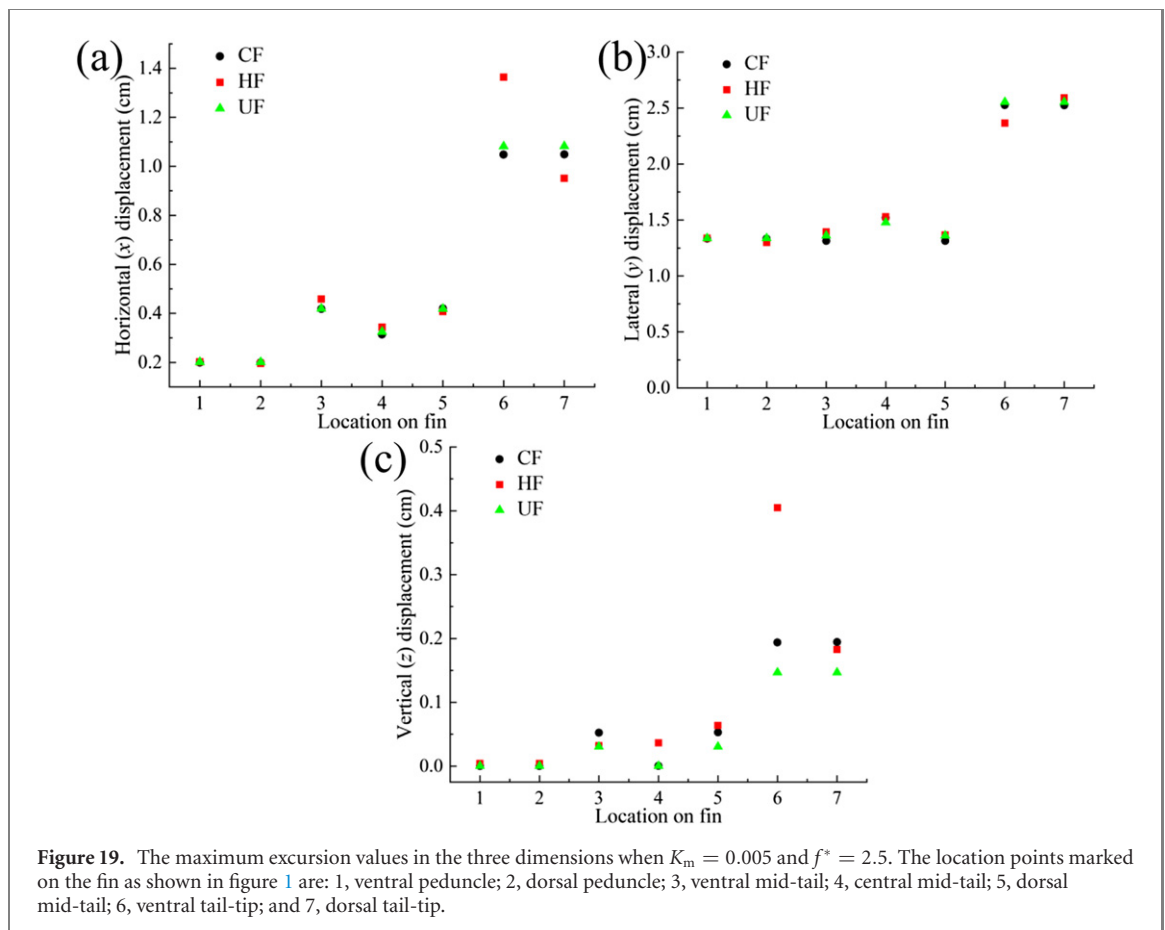 (a)
CF
HF
UF
1.4
1.2
1.0
0.8
0.6
0.4
0.2
Horizontal (x) displacement (cm)
1 2 3 4 5 6 7
Location on fin
(b)
CF
HF
UF
3.0
2.5
2.0
1.5
1.0
0.5
0.0
Lateral (y) displacement (cm)
1 2 3 4 5 6 7
Location on fin
(c)
CF
HF
UF
0.5
0.4
0.3
0.2
0.1
0.0
Vertical (z) displacement (cm)
1 2 3 4 5 6 7
Location on fin
Figure 19. The maximum excursion values in the three dimensions when Km = 0.005 and f* = 2.5. The location points marked
on the fin as shown in figure 1 are: 1, ventral peduncle; 2, dorsal peduncle; 3, ventral mid-tail; 4, central mid-tail; 5, dorsal
mid-tail; 6, ventral tail-tip; and 7, dorsal tail-tip.